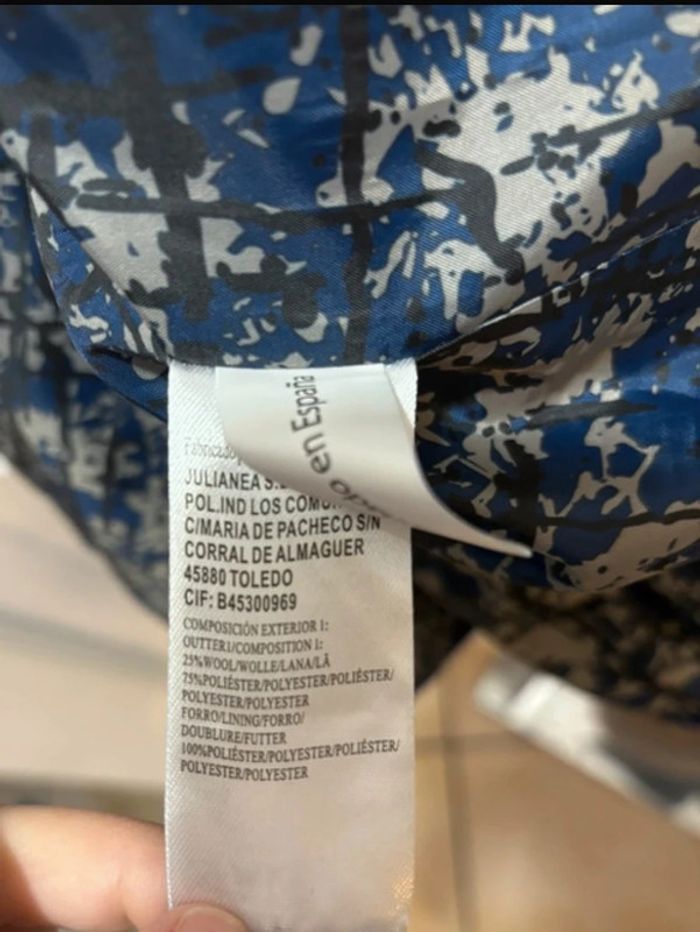 en España
Fabricado
JULIANEA
POL.IND LOS
C/MARIA DE PACHECO S/N
CORRAL DE ALMAGUER
45880 TOLEDO
CIF: B45300969
COMPOSICIÓN EXTERIOR 1:
OUTTER1/COMPOSITION 1:
25%WOOL/WOLLE/LANA/LÃ
75%POLIÉSTER/POLYESTER/POLIÉSTER/
POLYESTER/POLYESTER
FORRO/LINING/FORRO/
DOUBLURE/FUTTER
100%POLIÉSTER/POLYESTER/POLIÉSTER/
POLYESTER/POLYESTER